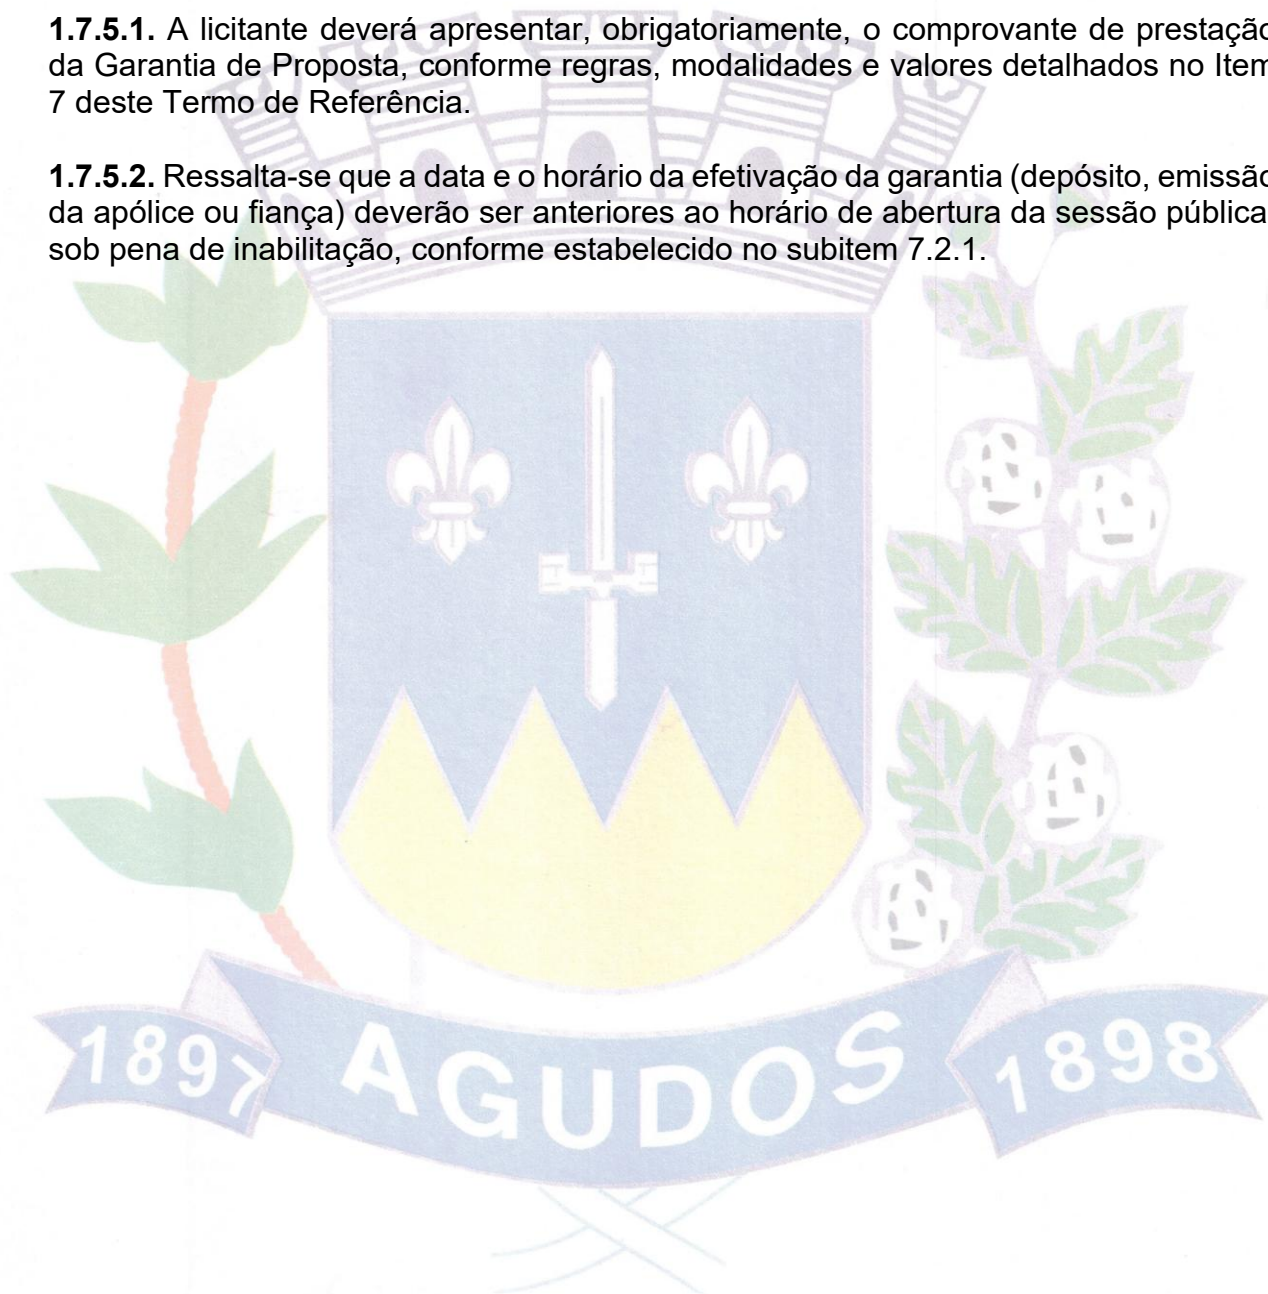 1.7.5.1. A licitante deverá apresentar, obrigatoriamente, o comprovante de prestação
da Garantia de Proposta, conforme regras, modalidades e valores detalhados no Item
7 deste Termo de Referência.
1.7.5.2. Ressalta-se que a data e o horário da efetivação da garantia (depósito, emissão
da apólice ou fiança) deverão ser anteriores ao horário de abertura da sessão pública
sob pena de inabilitação, conforme estabelecido no subitem 7.2.1.
1897 AGUDOS 1898